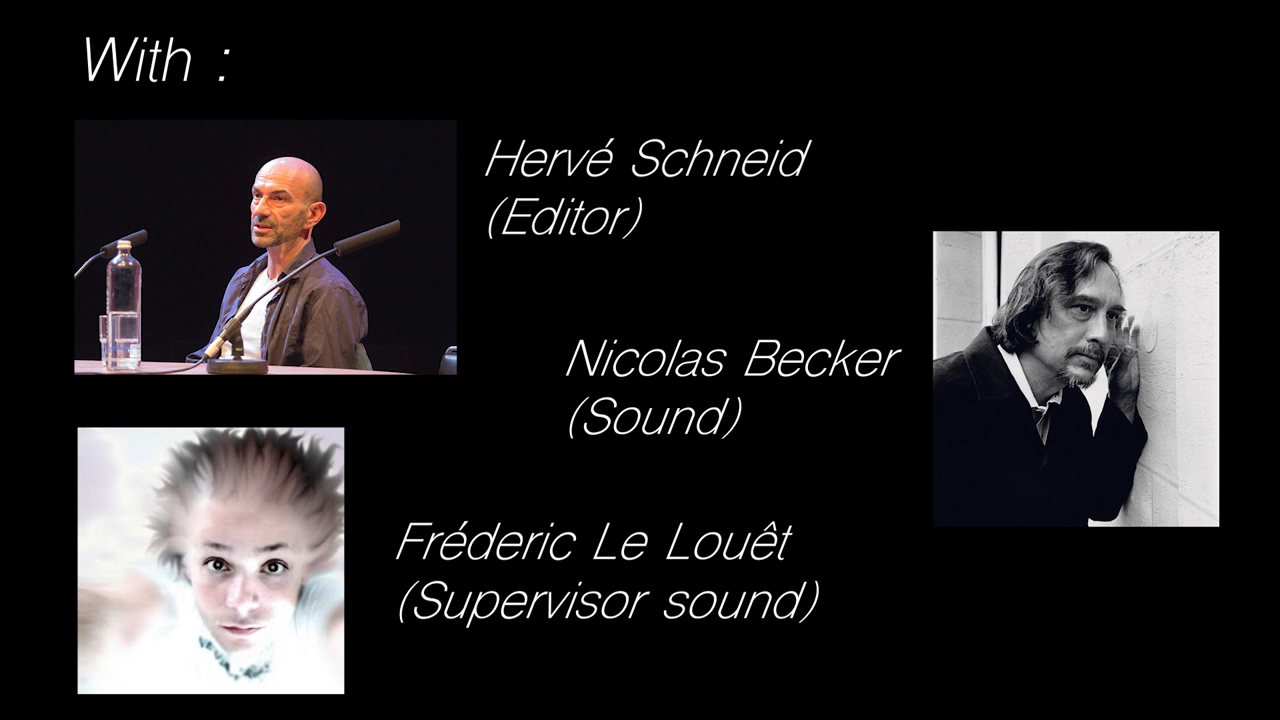 With :
Hervé Schneid
(Editor)
Nicolas Becker
(Sound)
Fréderic Le Louêt
(Supervisor sound)